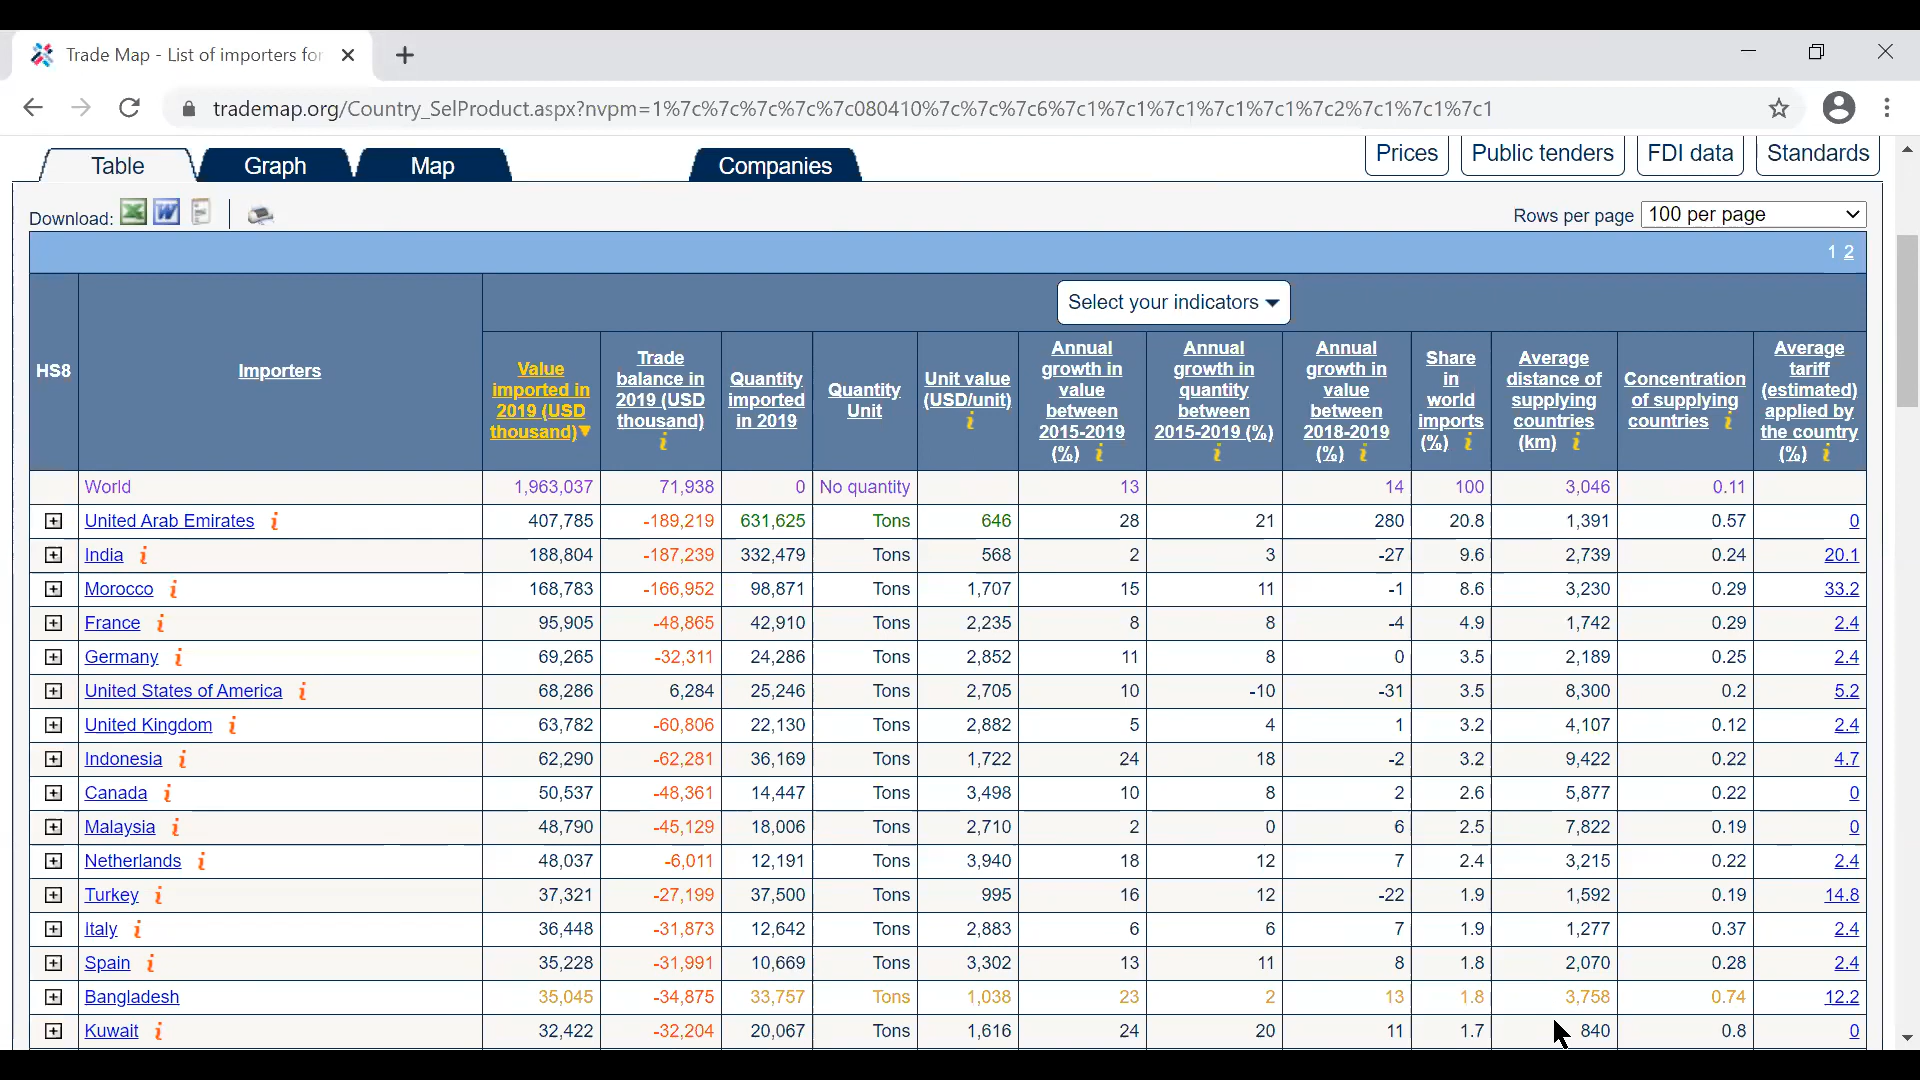 Trade Map - List of importers for
trademap.org/Country_SelProduct.aspx?nvpm=1%7c%7c%7c%7c%7c080410%7c%7c%7c6%7c1%7c1%7c1%7c1%7c1%7c2%7c1%7c1%7c1
Table Graph Map Companies Prices Public tenders FDI data Standards
Download: Rows per page 100 per page
1 2
Select your indicators
HS8 Importers Value imported in 2019 (USD thousand) Trade balance in 2019 (USD thousand) i Quantity imported in 2019 Quantity Unit Unit value (USD/unit) i Annual growth in value between 2015-2019 (%) i Annual growth in quantity between 2015-2019 (%) i Annual growth in value between 2018-2019 (%) i Share in world imports (%) i Average distance of supplying countries (km) i Concentration of supplying countries i Average tariff (estimated) applied by the country (%) i
World 1,963,037 71,938 0 No quantity 13 14 100 3,046 0.11
United Arab Emirates i 407,785 -189,219 631,625 Tons 646 28 21 280 20.8 1,391 0.57 0
India i 188,804 -187,239 332,479 Tons 568 2 3 -27 9.6 2,739 0.24 20.1
Morocco i 168,783 -166,952 98,871 Tons 1,707 15 11 -1 8.6 3,230 0.29 33.2
France i 95,905 -48,865 42,910 Tons 2,235 8 8 -4 4.9 1,742 0.29 2.4
Germany i 69,265 -32,311 24,286 Tons 2,852 11 8 0 3.5 2,189 0.25 2.4
United States of America i 68,286 6,284 25,246 Tons 2,705 10 -10 -31 3.5 8,300 0.2 5.2
United Kingdom i 63,782 -60,806 22,130 Tons 2,882 5 4 1 3.2 4,107 0.12 2.4
Indonesia i 62,290 -62,281 36,169 Tons 1,722 24 18 -2 3.2 9,422 0.22 4.7
Canada i 50,537 -48,361 14,447 Tons 3,498 10 8 2 2.6 5,877 0.22 0
Malaysia i 48,790 -45,129 18,006 Tons 2,710 2 0 6 2.5 7,822 0.19 0
Netherlands i 48,037 -6,011 12,191 Tons 3,940 18 12 7 2.4 3,215 0.22 2.4
Turkey i 37,321 -27,199 37,500 Tons 995 16 12 -22 1.9 1,592 0.19 14.8
Italy i 36,448 -31,873 12,642 Tons 2,883 6 6 7 1.9 1,277 0.37 2.4
Spain i 35,228 -31,991 10,669 Tons 3,302 13 11 8 1.8 2,070 0.28 2.4
Bangladesh 35,045 -34,875 33,757 Tons 1,038 23 2 13 1.8 3,758 0.74 12.2
Kuwait i 32,422 -32,204 20,067 Tons 1,616 24 20 11 1.7 840 0.8 0